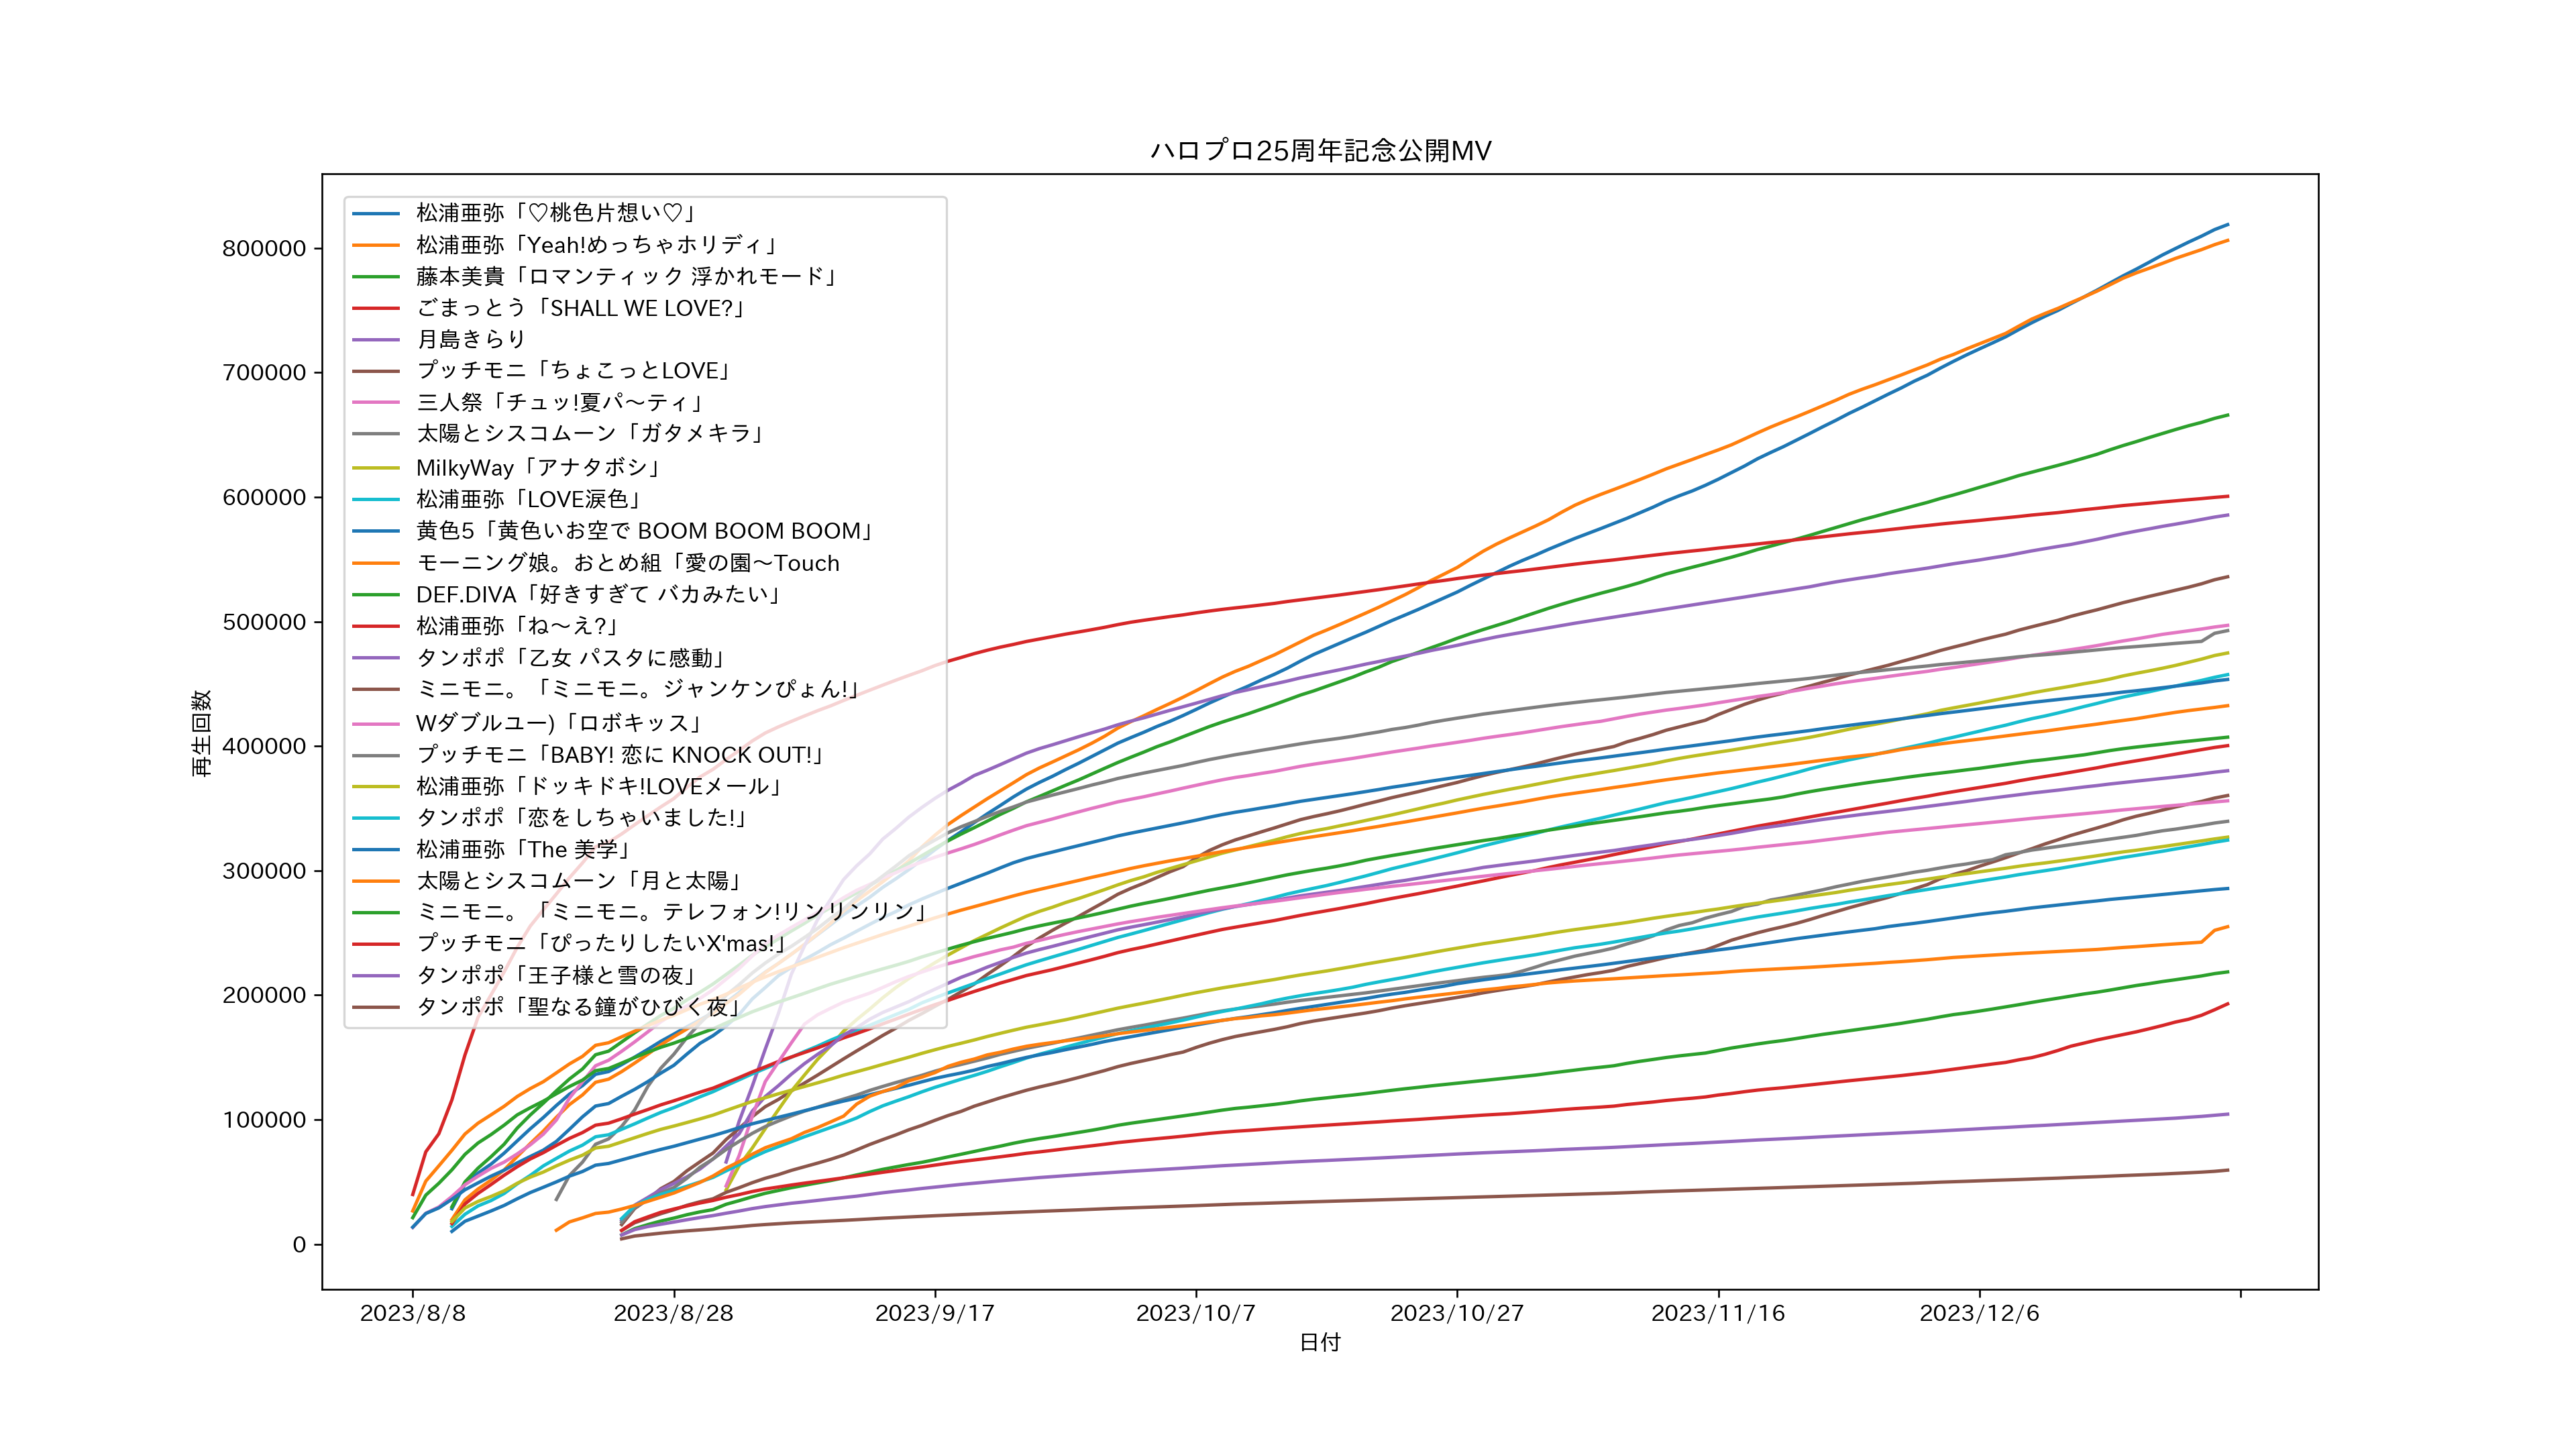 ハロプロ25周年記念公開MV
松浦亜弥「♡桃色片想い♡」
松浦亜弥「Yeah!めっちゃホリディ」
藤本美貴「ロマンティック 浮かれモード」
ごまっとう「SHALL WE LOVE?」
月島きらり
プッチモニ「ちょこっとLOVE」
三人祭「チュッ!夏パ〜ティ」
太陽とシスコムーン「ガタメキラ」
MilkyWay「アナタボシ」
松浦亜弥「LOVE涙色」
黄色5「黄色いお空で BOOM BOOM BOOM」
モーニング娘。おとめ組「愛の園〜Touch
DEF.DIVA「好きすぎて バカみたい」
松浦亜弥「ね〜え?」
タンポポ「乙女 パスタに感動」
ミニモニ。「ミニモニ。ジャンケンぴょん!」
Wダブルユー)「ロボキッス」
プッチモニ「BABY! 恋に KNOCK OUT!」
松浦亜弥「ドッキドキ!LOVEメール」
タンポポ「恋をしちゃいました!」
松浦亜弥「The 美学」
太陽とシスコムーン「月と太陽」
ミニモニ。「ミニモニ。テレフォン!リンリンリン」
プッチモニ「ぴったりしたいX'mas!」
タンポポ「王子様と雪の夜」
タンポポ「聖なる鐘がひびく夜」
再生回数
800000
700000
600000
500000
400000
300000
200000
100000
0
2023/8/8
2023/8/28
2023/9/17
2023/10/7
2023/10/27
2023/11/16
2023/12/6
日付